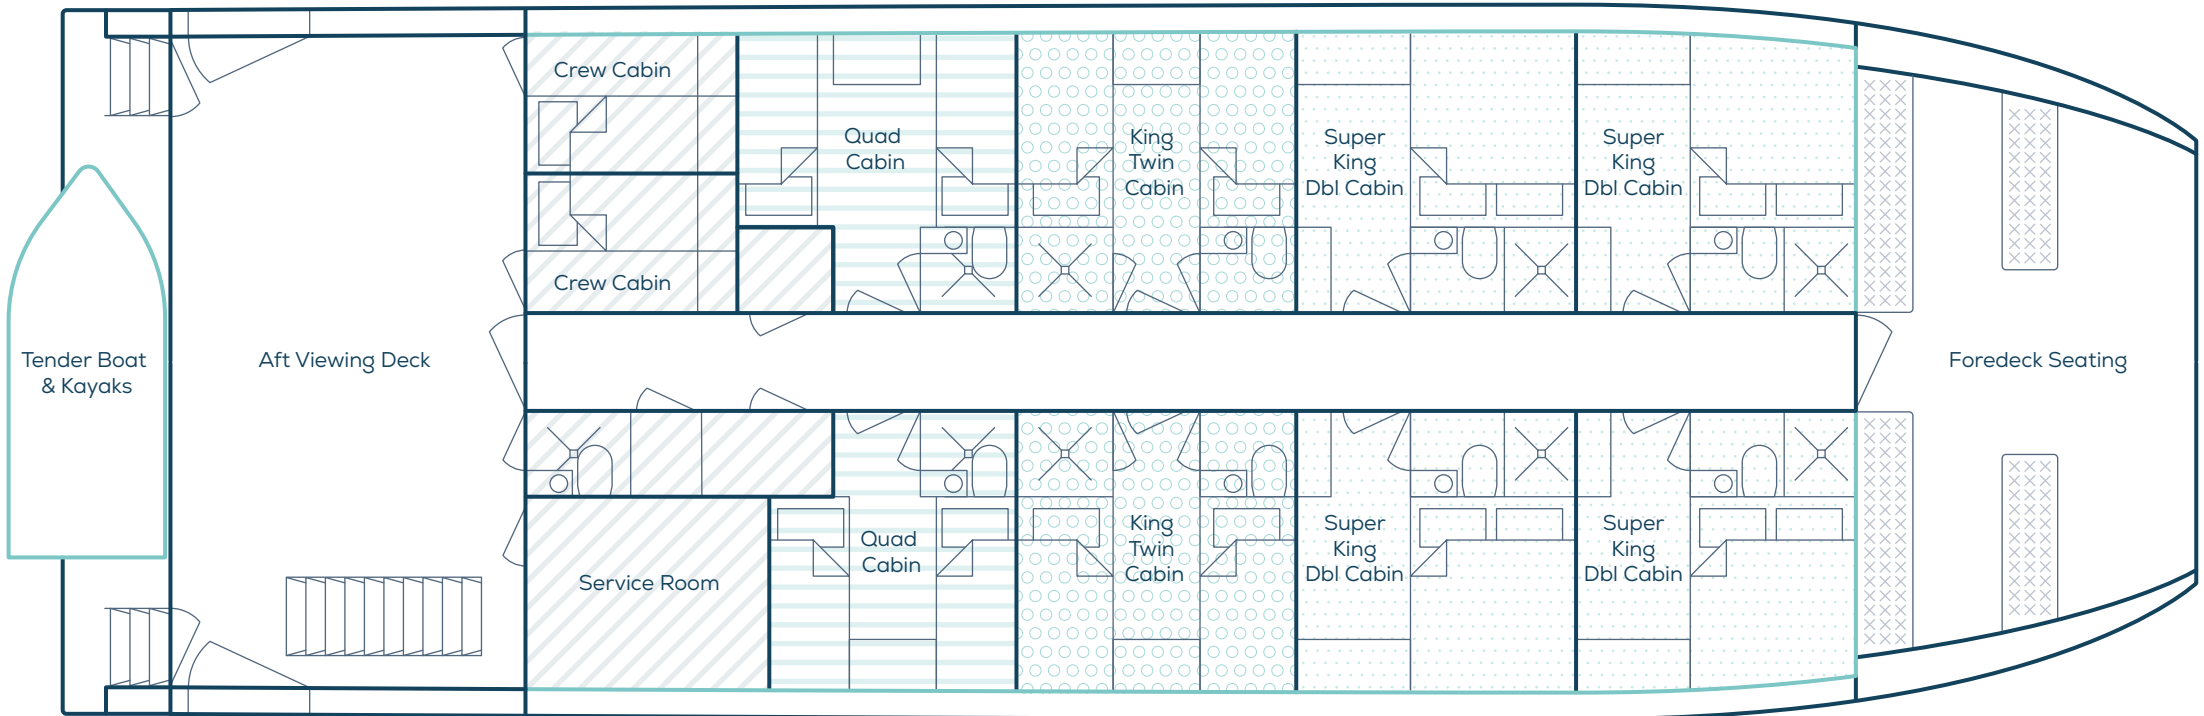 Crew Cabin
Quad
Cabin
King
Twin
Cabin
Super
King
Dbl Cabin
Super
King
Dbl Cabin
Crew Cabin
Tender Boat
& Kayaks
Aft Viewing Deck
Foredeck Seating
Service Room
Quad
Cabin
King
Twin
Cabin
Super
King
Dbl Cabin
Super
King
Dbl Cabin